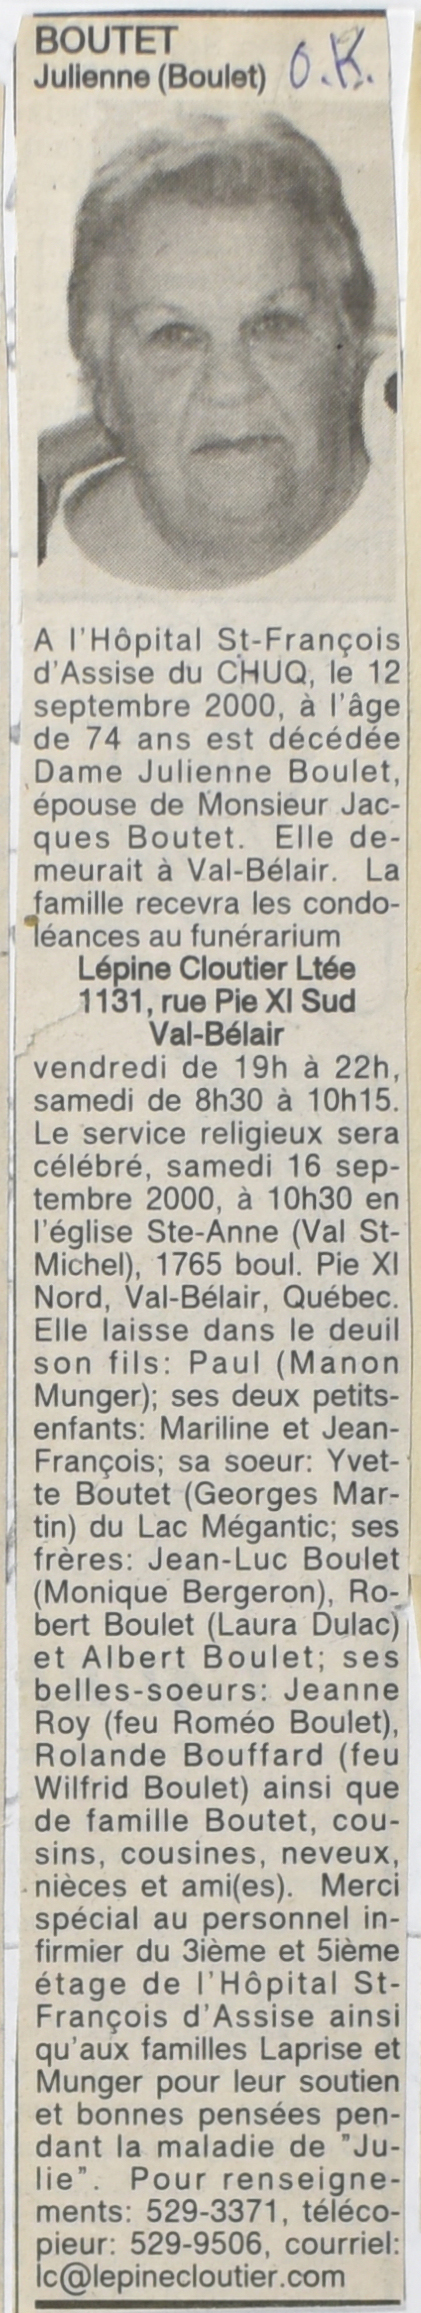 BOUTET
Julienne (Boulet) O.K.
A l'Hôpital St-François
d'Assise du CHUQ, le 12
septembre 2000, à l'âge
de 74 ans est décédée
Dame Julienne Boulet,
épouse de Monsieur Jac-
ques Boutet. Elle de-
meurait à Val-Bélair. La
famille recevra les condo-
léances au funérarium
Lépine Cloutier Ltée
1131, rue Pie XI Sud
Val-Bélair
vendredi de 19h à 22h,
samedi de 8h30 à 10h15.
Le service religieux sera
célébré, samedi 16 sep-
tembre 2000, à 10h30 en
l'église Ste-Anne (Val St-
Michel), 1765 boul. Pie XI
Nord, Val-Bélair, Québec.
Elle laisse dans le deuil
son fils: Paul (Manon
Munger); ses deux petits-
enfants: Mariline et Jean-
François; sa soeur: Yvet-
te Boutet (Georges Mar-
tin) du Lac Mégantic; ses
frères: Jean-Luc Boulet
(Monique Bergeron), Ro-
bert Boulet (Laura Dulac)
et Albert Boulet; ses
belles-soeurs: Jeanne
Roy (feu Roméo Boulet),
Rolande Bouffard (feu
Wilfrid Boulet) ainsi que
de famille Boutet, cou-
sins, cousines, neveux,
nièces et ami(es). Merci
spécial au personnel in-
firmier du 3ième et 5ième
étage de l'Hôpital St-
François d'Assise ainsi
qu'aux familles Laprise et
Munger pour leur soutien
et bonnes pensées pen-
dant la maladie de "Ju-
lie". Pour renseigne-
ments: 529-3371, téléco-
pieur: 529-9506, courriel:
lc@lepinecloutier.com